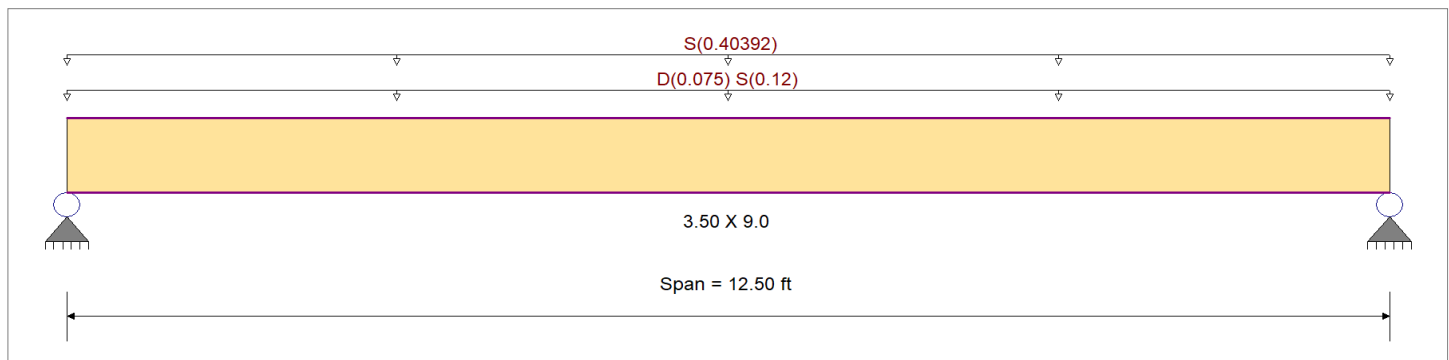 S(0.40392)
D(0.075) S(0.12)
3.50 X 9.0
Span = 12.50 ft